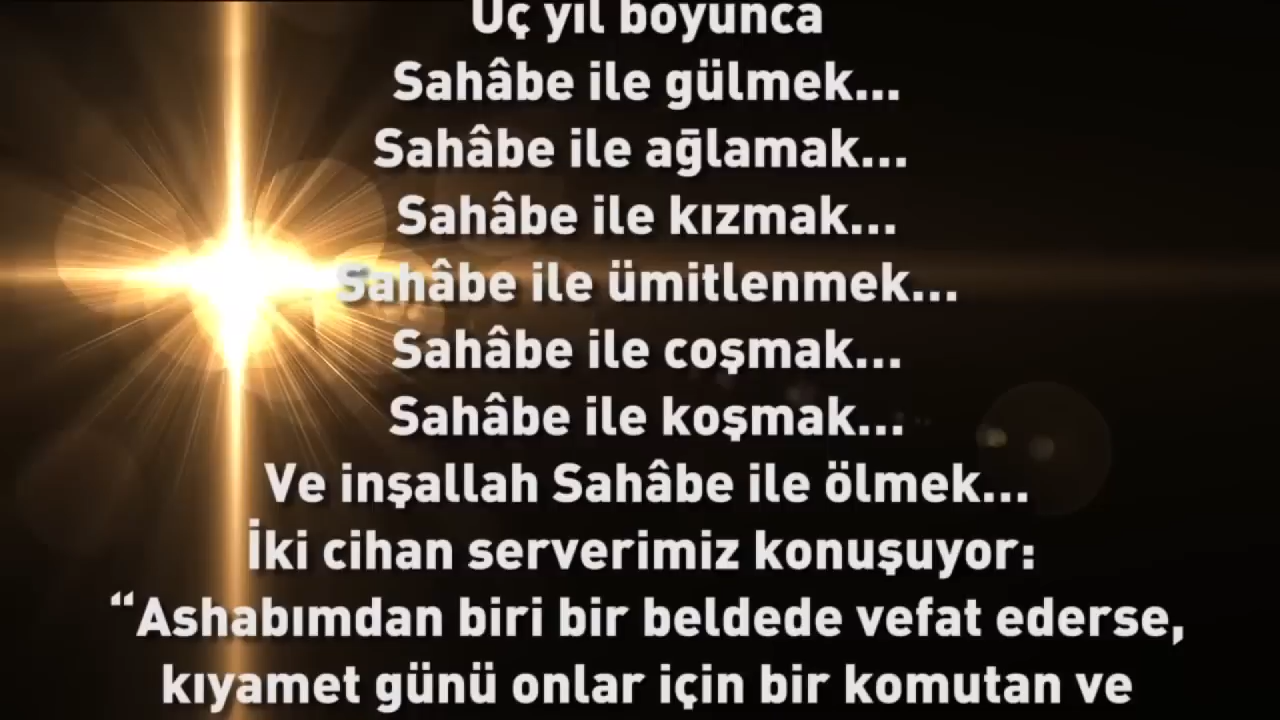 Üç yıl boyunca
Sahâbe ile gülmek...
Sahâbe ile ağlamak...
Sahâbe ile kızmak...
Sahâbe ile ümitlenmek...
Sahâbe ile coşmak...
Sahâbe ile koşmak...
Ve inşallah Sahâbe ile ölmek...
İki cihan serverimiz konuşuyor:
“Ashabımdan biri bir beldede vefat ederse,
kıyamet günü onlar için bir komutan ve